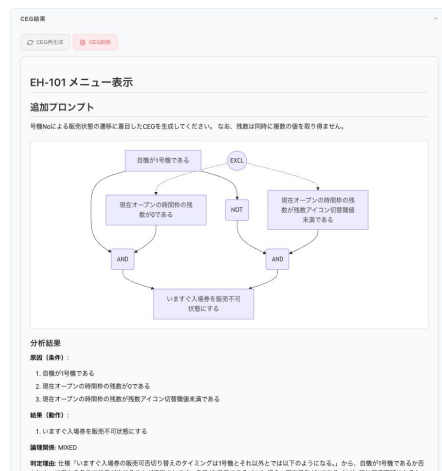 CEG結果
CEG再生成
CEG削除
EH-101 メニュー表示
追加プロンプト
号機Noによる販売状態の遷移に着目したCEGを生成してください。 なお、残数は同時に複数の値を取り得ません。
自機が1号機である
EXCL
現在オープンの時間枠の残
数が0である
NOT
現在オープンの時間枠の残
数が残数アイコン切替閾値
未満である
AND
AND
いますぐ入場券を販売不可
状態にする
分析結果
原因（条件）:
1. 自機が1号機である
2. 現在オープンの時間枠の残数が0である
3. 現在オープンの時間枠の残数が残数アイコン切替閾値未満である
結果（動作）:
1. いますぐ入場券を販売不可状態にする
論理関係: MIXED
判定理由: 仕様「いますぐ入場券の販売可否切り替えのタイミングは1号機とそれ以外とでは以下のようになる。」から、自機が1号機であるか否